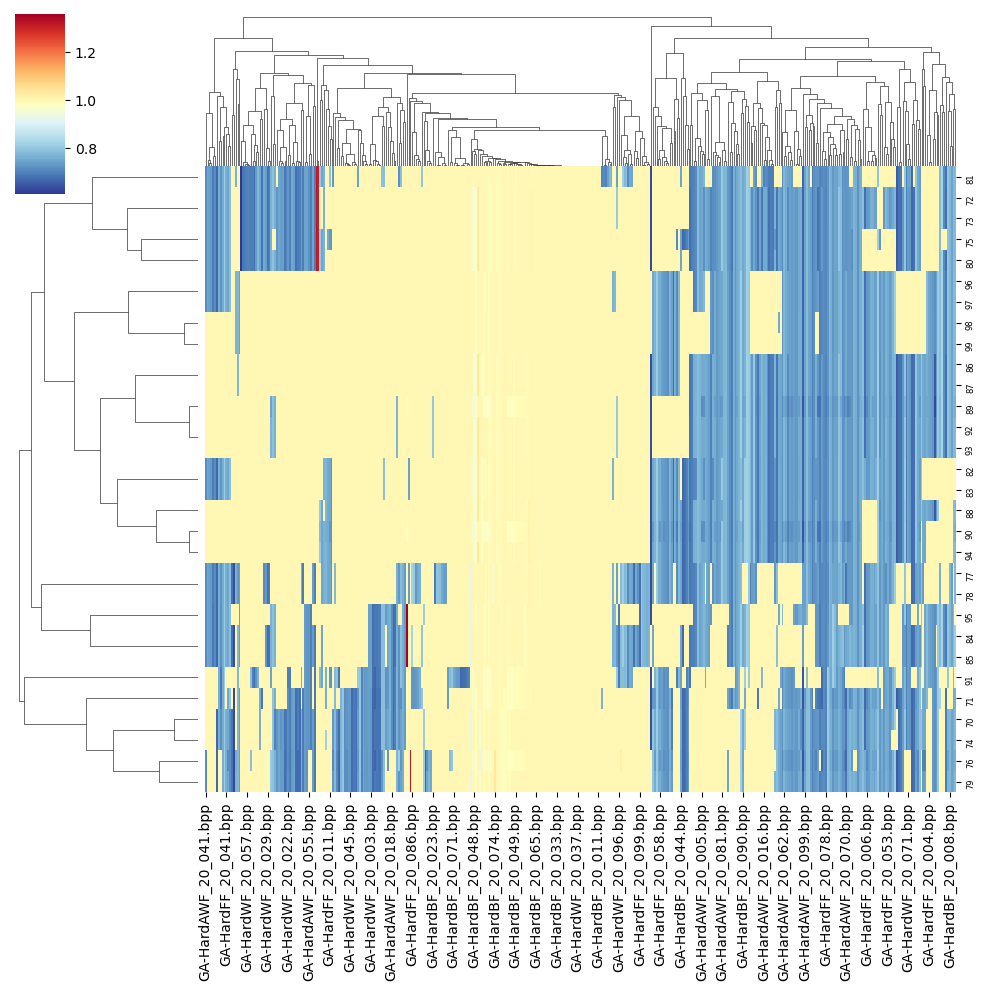 1.2
1.0
0.8
81
72
73
75
80
96
97
98
99
86
87
89
92
93
82
83
88
90
94
77
78
95
84
85
91
71
70
74
76
79
GA-HardAWF_20_041.bpp
GA-HardFF_20_041.bpp
GA-HardWF_20_057.bpp
GA-HardWF_20_029.bpp
GA-HardWF_20_022.bpp
GA-HardAWF_20_055.bpp
GA-HardFF_20_011.bpp
GA-HardWF_20_045.bpp
GA-HardWF_20_003.bpp
GA-HardAWF_20_018.bpp
GA-HardFF_20_086.bpp
GA-HardBF_20_023.bpp
GA-HardBF_20_071.bpp
GA-HardBF_20_048.bpp
GA-HardBF_20_074.bpp
GA-HardBF_20_049.bpp
GA-HardBF_20_065.bpp
GA-HardBF_20_033.bpp
GA-HardWF_20_037.bpp
GA-HardBF_20_011.bpp
GA-HardWF_20_096.bpp
GA-HardFF_20_099.bpp
GA-HardFF_20_058.bpp
GA-HardBF_20_044.bpp
GA-HardAWF_20_005.bpp
GA-HardAWF_20_081.bpp
GA-HardFF_20_090.bpp
GA-HardAWF_20_016.bpp
GA-HardAWF_20_062.bpp
GA-HardAWF_20_099.bpp
GA-HardFF_20_078.bpp
GA-HardAWF_20_070.bpp
GA-HardFF_20_006.bpp
GA-HardFF_20_053.bpp
GA-HardWF_20_071.bpp
GA-HardFF_20_004.bpp
GA-HardBF_20_008.bpp